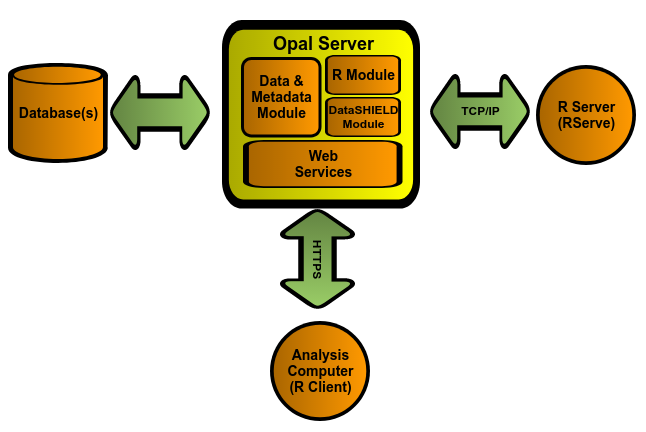 Opal Server
Database(s)
Data &
Metadata
Module
R Module
DataSHIELD
Module
Web
Services
TCP/IP
R Server
(RServe)
HTTPS
Analysis
Computer
(R Client)